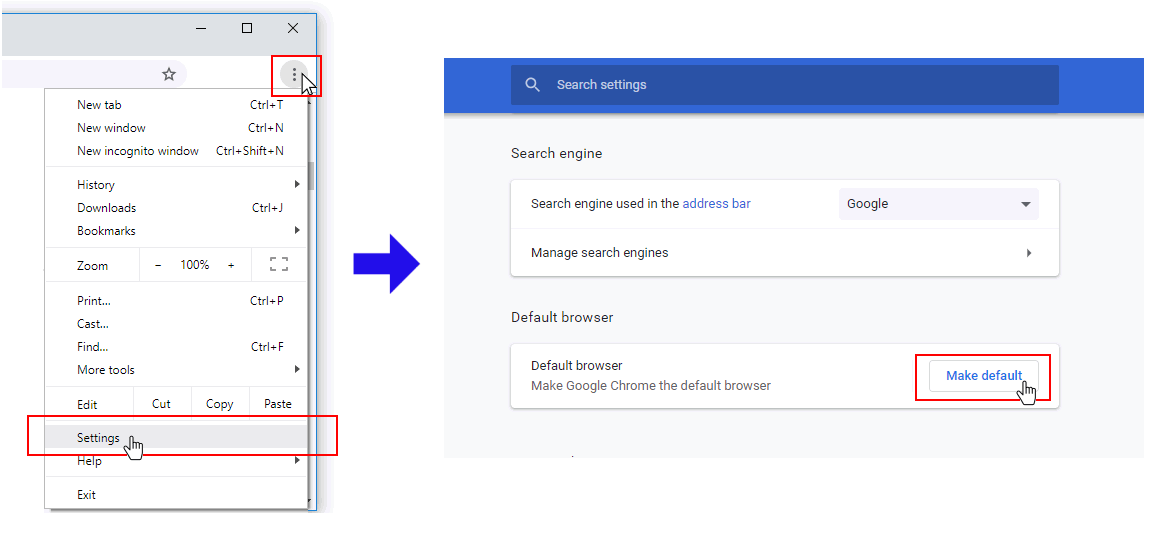 New tab Ctrl+T
New window Ctrl+N
New incognito window Ctrl+Shift+N
History
Downloads Ctrl+J
Bookmarks
Zoom - 100% +
Print... Ctrl+P
Cast...
Find... Ctrl+F
More tools
Edit Cut Copy Paste
Settings
Help
Exit
Search settings
Search engine
Search engine used in the address bar Google
Manage search engines
Default browser
Default browser
Make Google Chrome the default browser
Make default